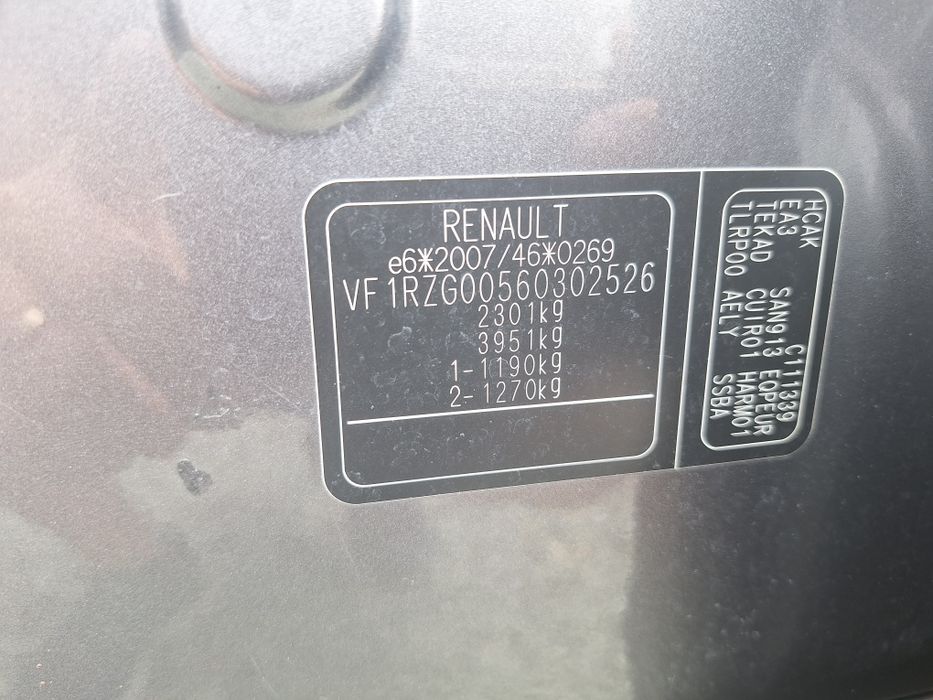 RENAULT
e6*2007/46*0269
VF1RZG00560302526
2301kg
3951kg
1-1190kg
2-1270kg
HCAK C111339
EA3 SAN913 EQPEUR
TEKAD CUIR01 HARM01
TLRP00 AELY SSBA